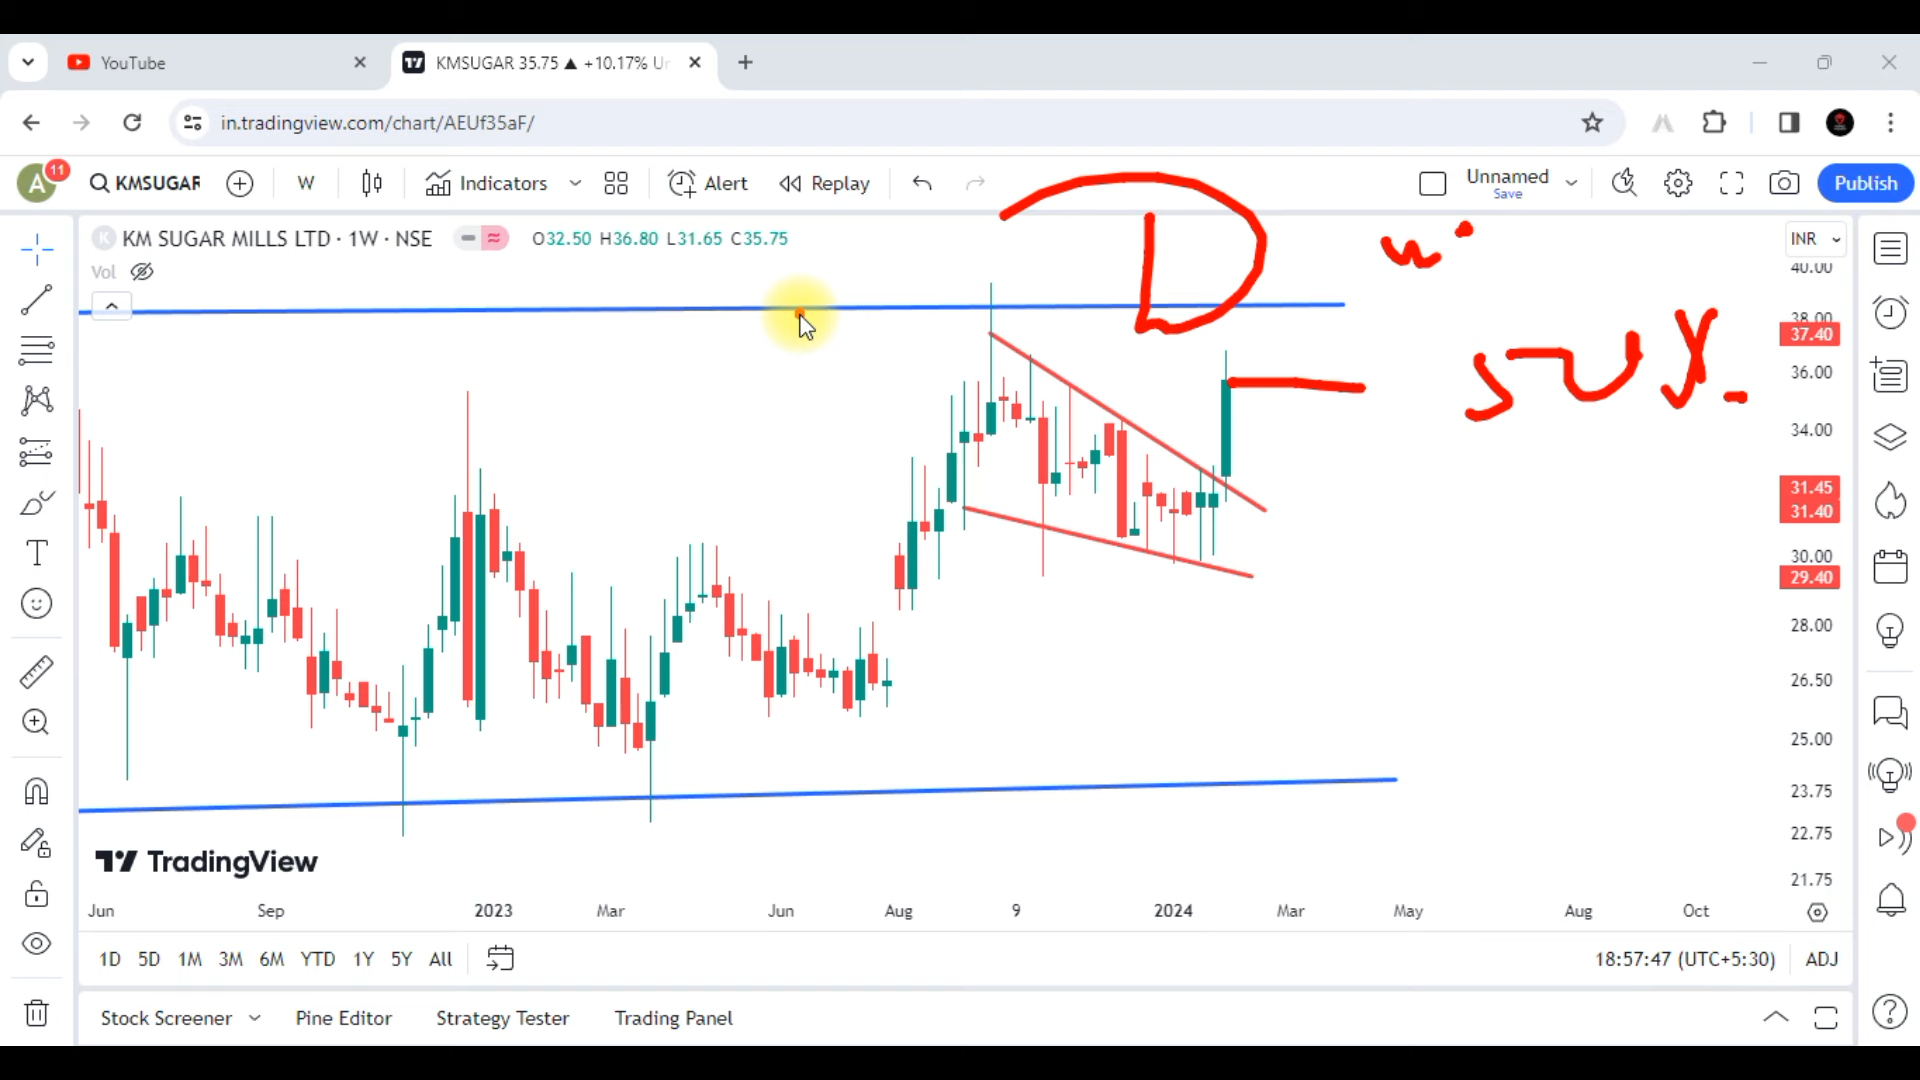 YouTube
KMSUGAR 35.75 ▲ +10.17% Un
in.tradingview.com/chart/AEUf35aF/
A 11 KMSUGAR W Indicators Alert Replay Unnamed Save Publish
K KM SUGAR MILLS LTD · 1W · NSE O32.50 H36.80 L31.65 C35.75 INR
Vol
D
40.00
38.00
37.40
36.00
34.00
31.45
31.40
30.00
29.40
28.00
26.50
25.00
23.75
22.75
21.75
TradingView
Jun Sep 2023 Mar Jun Aug 9 2024 Mar May Aug Oct
1D 5D 1M 3M 6M YTD 1Y 5Y All 18:57:47 (UTC+5:30) ADJ
Stock Screener Pine Editor Strategy Tester Trading Panel